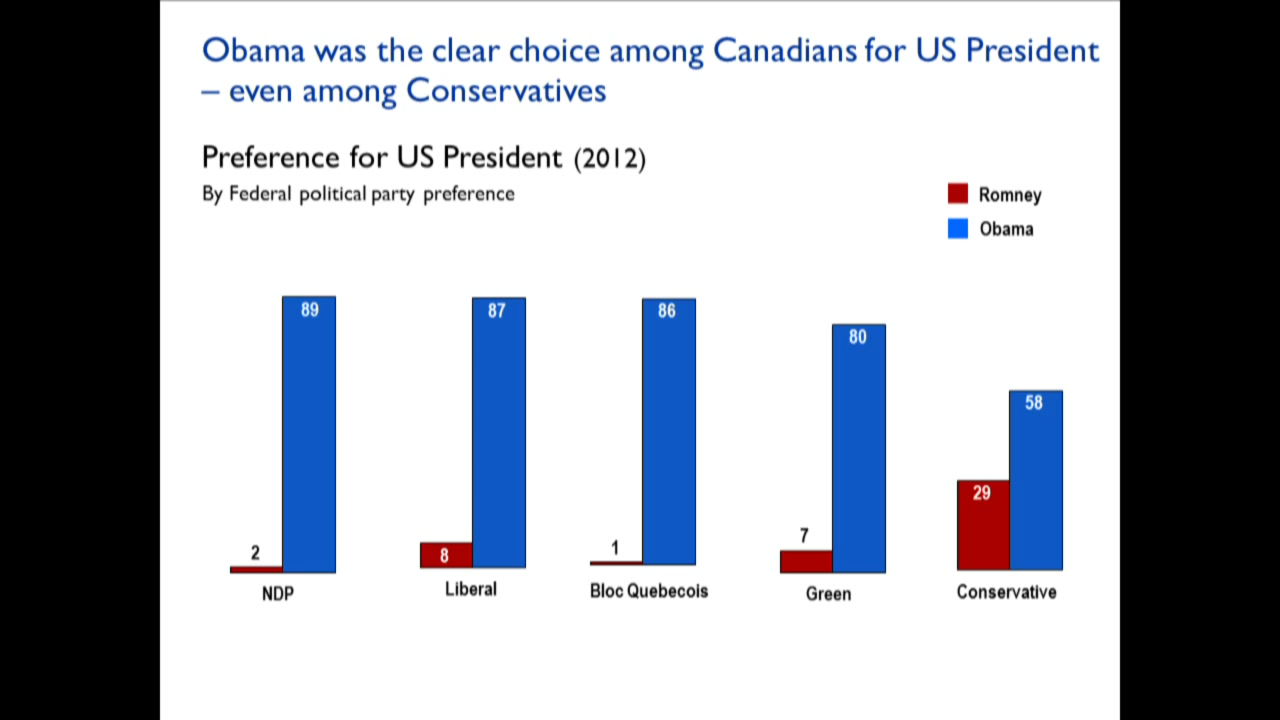 Obama was the clear choice among Canadians for US President
– even among Conservatives
Preference for US President (2012)
By Federal political party preference
Romney
Obama
89
87
86
80
58
29
2
8
1
7
NDP
Liberal
Bloc Quebecois
Green
Conservative